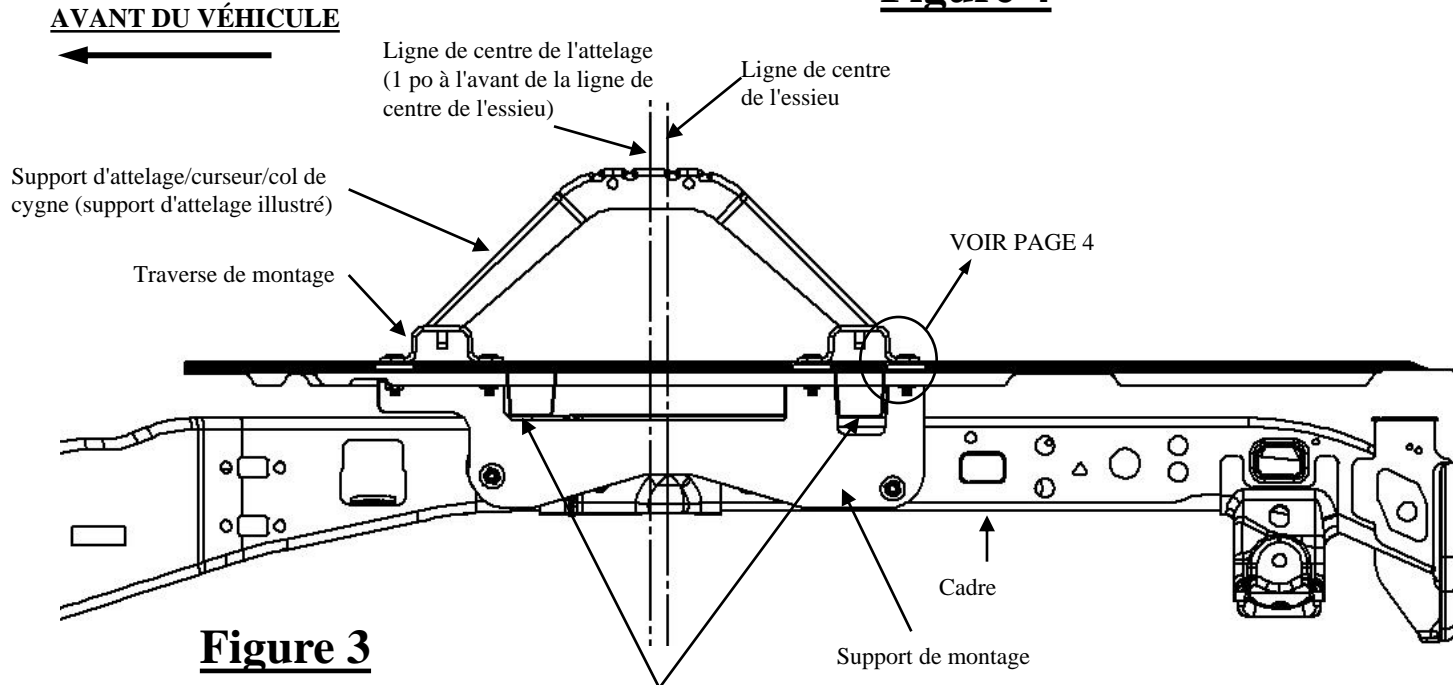 Figure 4
AVANT DU VÉHICULE
Ligne de centre de l'attelage
(1 po à l'avant de la ligne de
centre de l'essieu)
Ligne de centre
de l'essieu
Support d'attelage/curseur/col de
cygne (support d'attelage illustré)
Traverse de montage
VOIR PAGE 4
Cadre
Support de montage
Figure 3